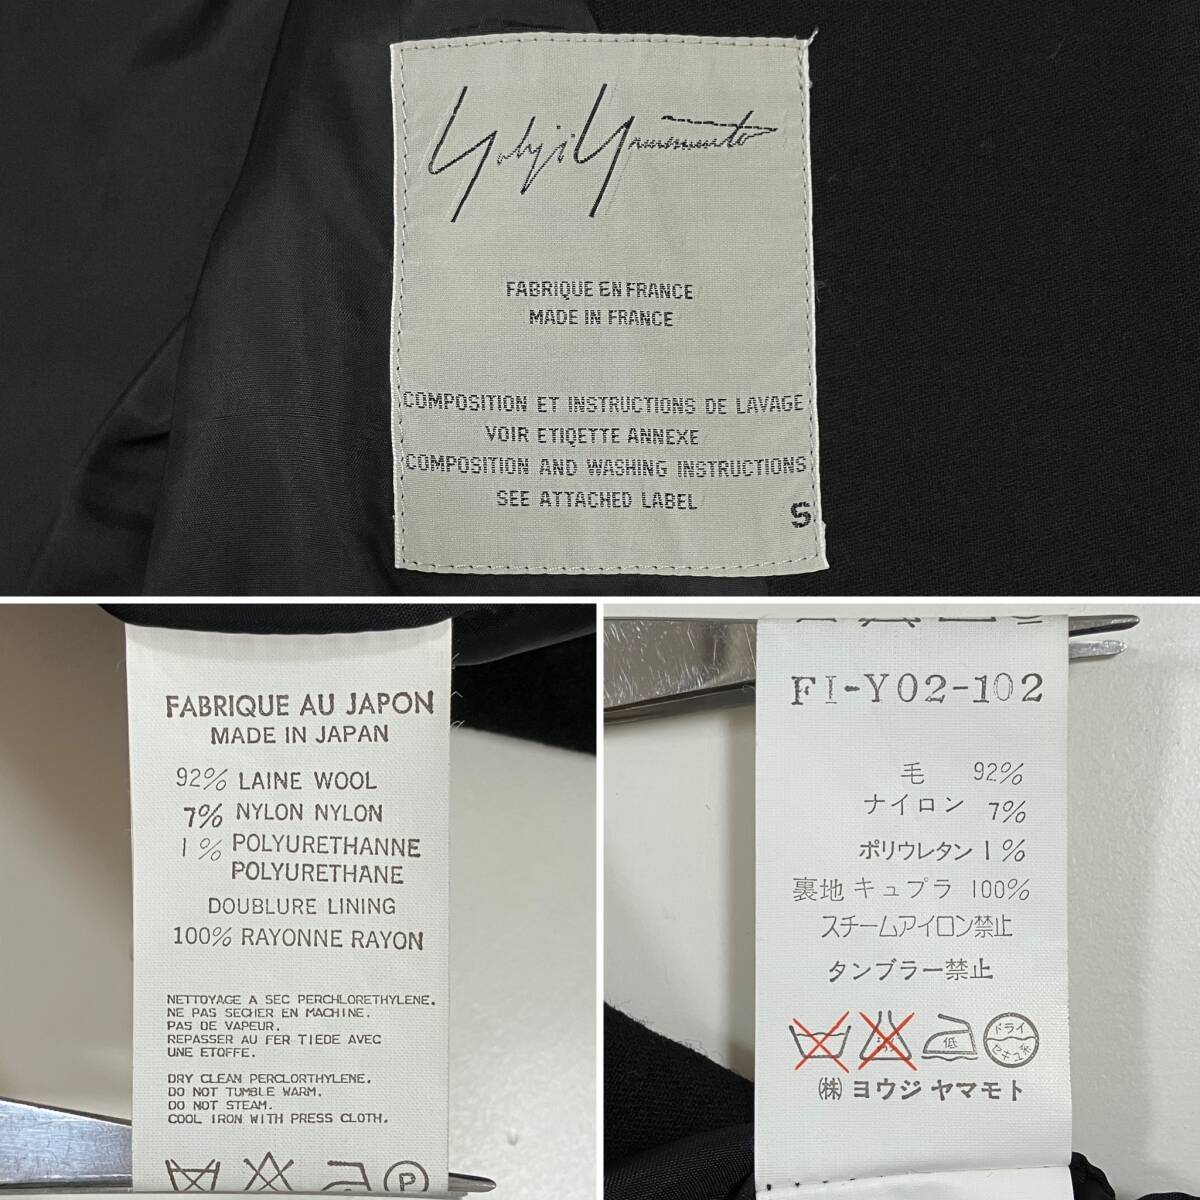 Yohji Yamamoto
FABRIQUE EN FRANCE
MADE IN FRANCE
COMPOSITION ET INSTRUCTIONS DE LAVAGE
VOIR ETIQETTE ANNEXE
COMPOSITION AND WASHING INSTRUCTIONS
SEE ATTACHED LABEL
S
FABRIQUE AU JAPON
MADE IN JAPAN
92% LAINE WOOL
7% NYLON NYLON
1% POLYURETHANNE
POLYURETHANE
DOUBLURE LINING
100% RAYONNE RAYON
NETTOYAGE A SEC PERCHLORETHYLENE.
NE PAS SECHER EN MACHINE.
PAS DE VAPEUR.
REPASSER AU FER TIEDE AVEC
UNE ETOFFE.
DRY CLEAN PERCLORTHYLENE.
DO NOT TUMBLE WARM.
DO NOT STEAM.
COOL IRON WITH PRESS CLOTH.
P
FI-Y02-102
毛 92%
ナイロン 7%
ポリウレタン 1%
裏地 キュプラ 100%
スチームアイロン禁止
タンブラー禁止
低 ドライ セキュ系
㈱ ヨウジ ヤマモト